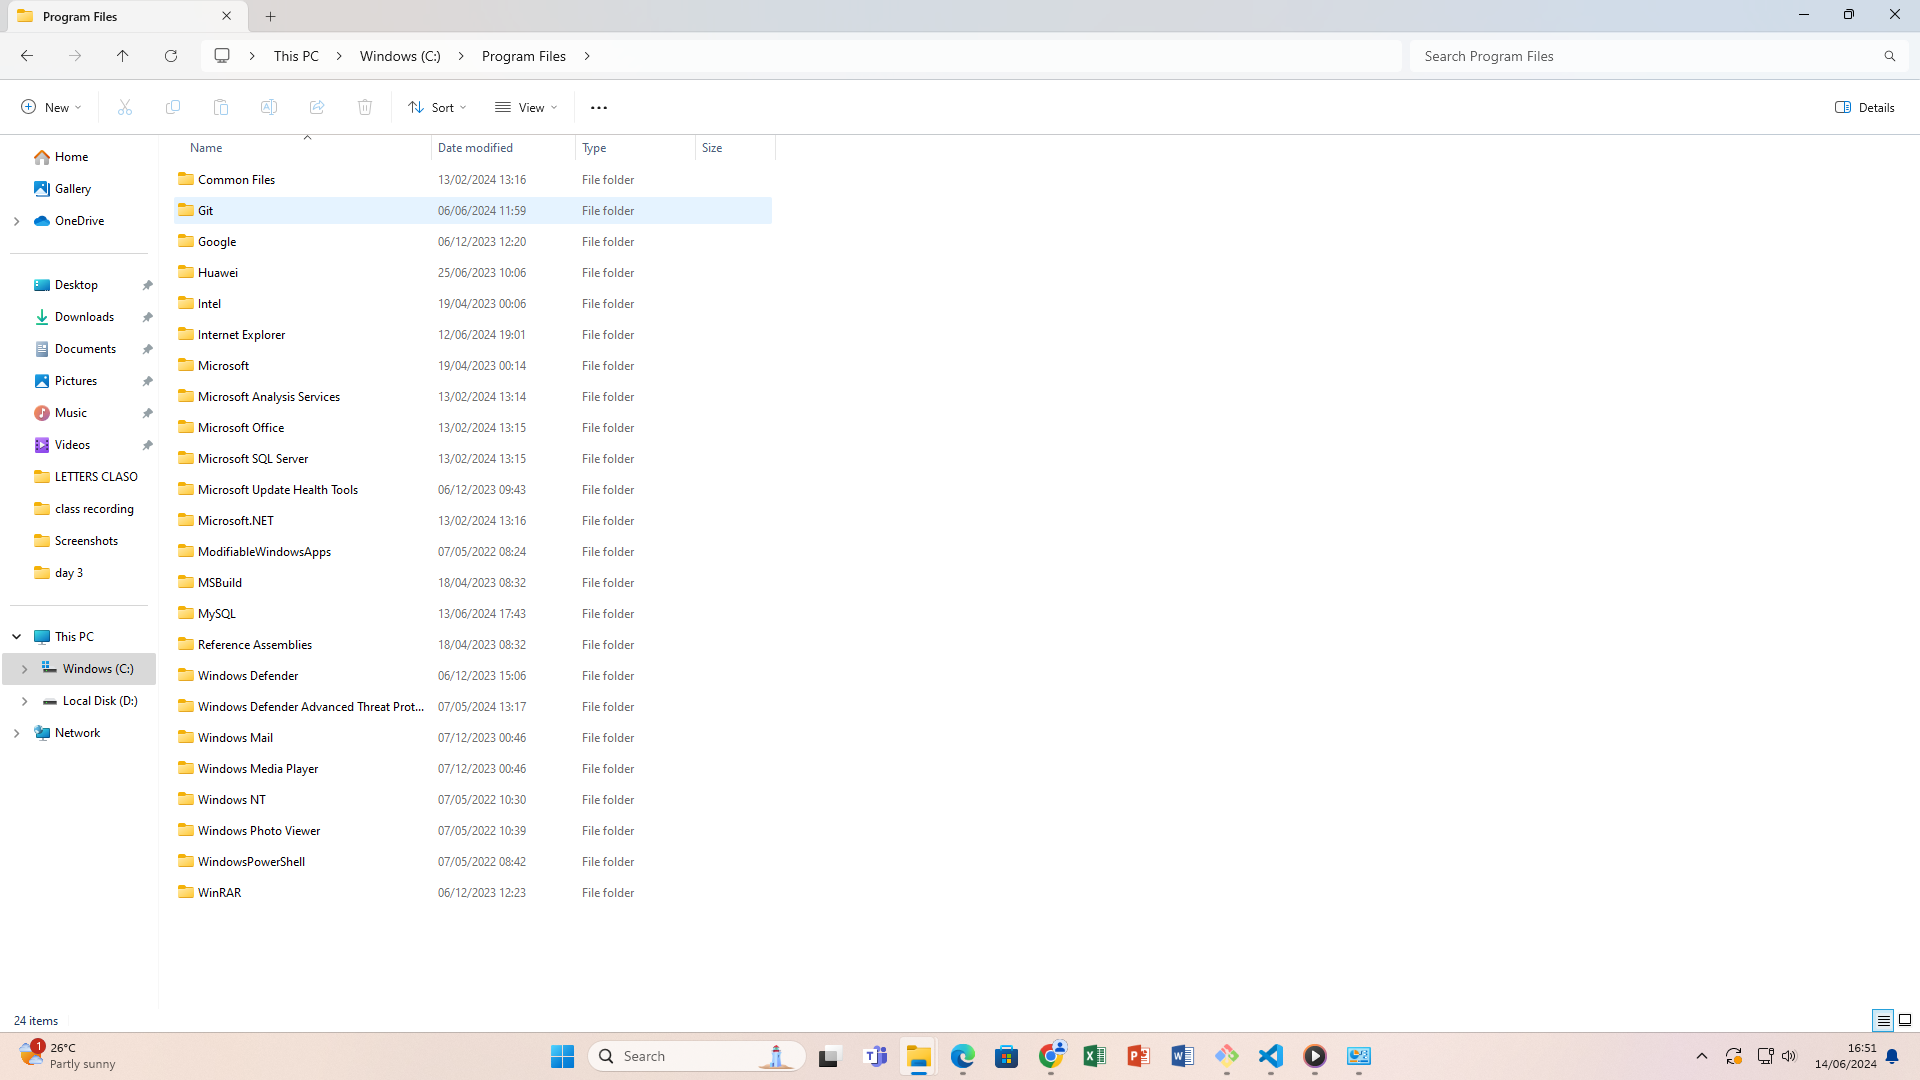 Program Files
This PC
Windows (C:)
Program Files
Search Program Files
New
Sort
View
Details
Name Date modified Type Size
Home
Gallery
OneDrive
Desktop
Downloads
Documents
Pictures
Music
Videos
LETTERS CLASO
class recording
Screenshots
day 3
This PC
Windows (C:)
Local Disk (D:)
Network
Common Files 13/02/2024 13:16 File folder
Git 06/06/2024 11:59 File folder
Google 06/12/2023 12:20 File folder
Huawei 25/06/2023 10:06 File folder
Intel 19/04/2023 00:06 File folder
Internet Explorer 12/06/2024 19:01 File folder
Microsoft 19/04/2023 00:14 File folder
Microsoft Analysis Services 13/02/2024 13:14 File folder
Microsoft Office 13/02/2024 13:15 File folder
Microsoft SQL Server 13/02/2024 13:15 File folder
Microsoft Update Health Tools 06/12/2023 09:43 File folder
Microsoft.NET 13/02/2024 13:16 File folder
ModifiableWindowsApps 07/05/2022 08:24 File folder
MSBuild 18/04/2023 08:32 File folder
MySQL 13/06/2024 17:43 File folder
Reference Assemblies 18/04/2023 08:32 File folder
Windows Defender 06/12/2023 15:06 File folder
Windows Defender Advanced Threat Prot... 07/05/2024 13:17 File folder
Windows Mail 07/12/2023 00:46 File folder
Windows Media Player 07/12/2023 00:46 File folder
Windows NT 07/05/2022 10:30 File folder
Windows Photo Viewer 07/05/2022 10:39 File folder
WindowsPowerShell 07/05/2022 08:42 File folder
WinRAR 06/12/2023 12:23 File folder
24 items
1
26°C
Partly sunny
Search
16:51
14/06/2024